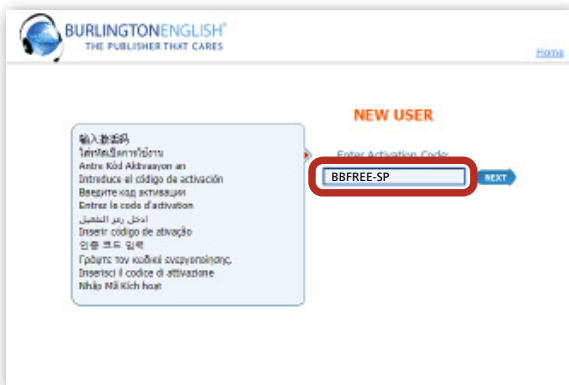 BURLINGTONENGLISH®
THE PUBLISHER THAT CARES
Home
NEW USER
Enter Activation Code:
BBFREE-SP
NEXT
输入激活码
ใส่รหัสเปิดการใช้งาน
Antre Kòd Aktivasyon an
Introduce el código de activación
Введите код активации
Entrez le code d'activation
ادخل رمز التفعيل
Inserir código de ativação
인증 코드 입력
Γράψτε τον κωδικό ενεργοποίησης.
Inserisci il codice di attivazione
Nhập Mã Kích hoạt